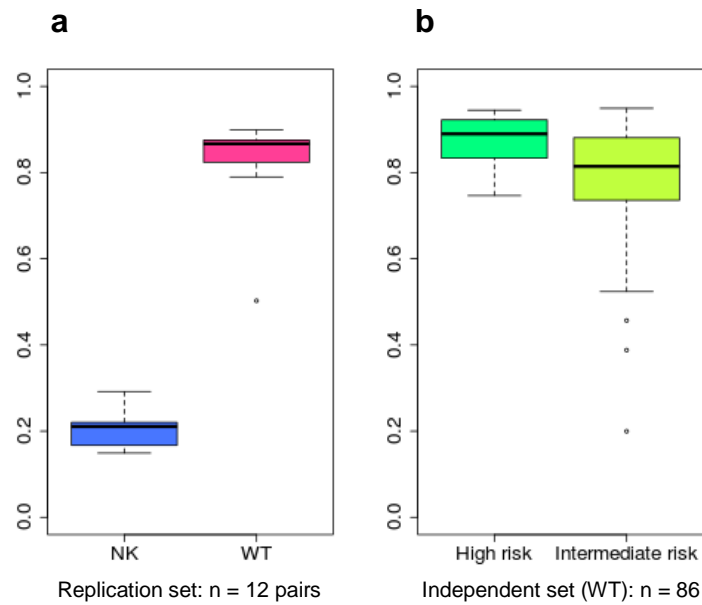 a
b
1.0
0.8
0.6
0.4
0.2
0.0
NK WT
Replication set: n = 12 pairs
1.0
0.8
0.6
0.4
0.2
0.0
High risk Intermediate risk
Independent set (WT): n = 86